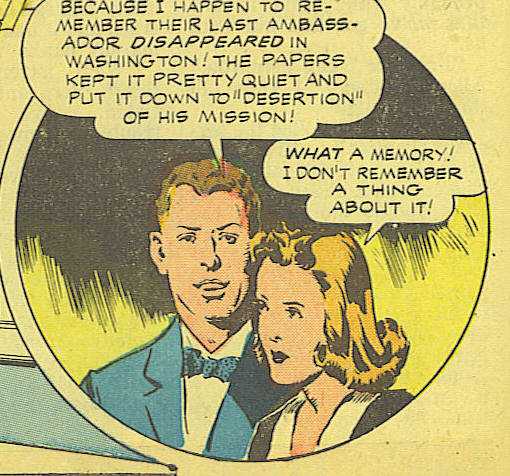 BECAUSE I HAPPEN TO RE-
MEMBER THEIR LAST AMBASS-
ADOR DISAPPEARED IN
WASHINGTON! THE PAPERS
KEPT IT PRETTY QUIET AND
PUT IT DOWN TO "DESERTION"
OF HIS MISSION!
WHAT A MEMORY!
I DON'T REMEMBER
A THING
ABOUT IT!